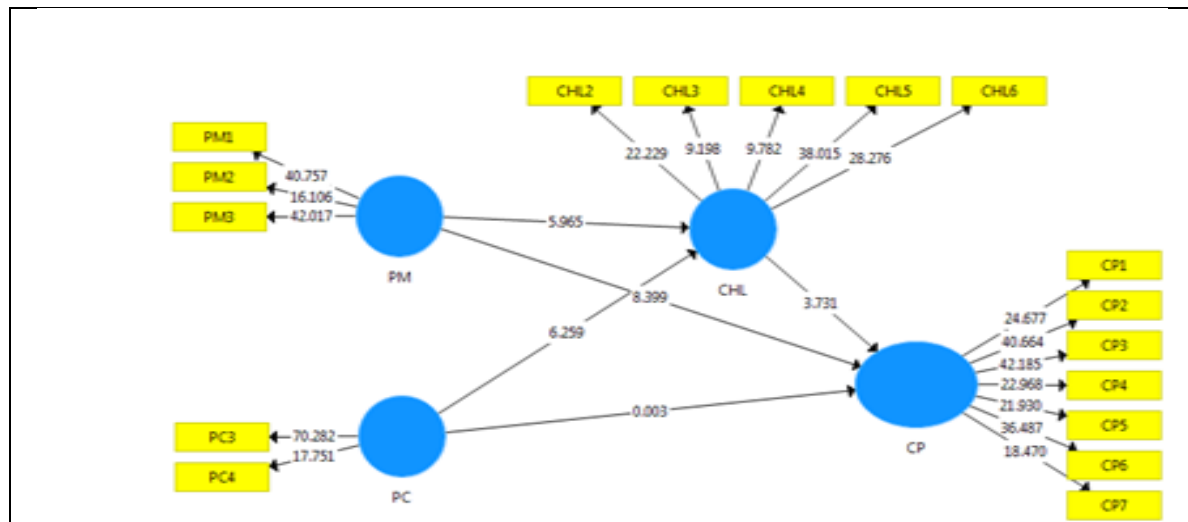 CHL2 CHL3 CHL4 CHL5 CHL6
22.229 9.198 9.782 38.015 28.276
PM1
PM2
PM3
40.757
16.106
42.017
PM
5.965
CHL
8.399
3.731
6.259
0.003
PC3
PC4
70.282
17.751
PC
CP
24.677
40.664
42.185
22.968
21.930
36.487
18.470
CP1
CP2
CP3
CP4
CP5
CP6
CP7